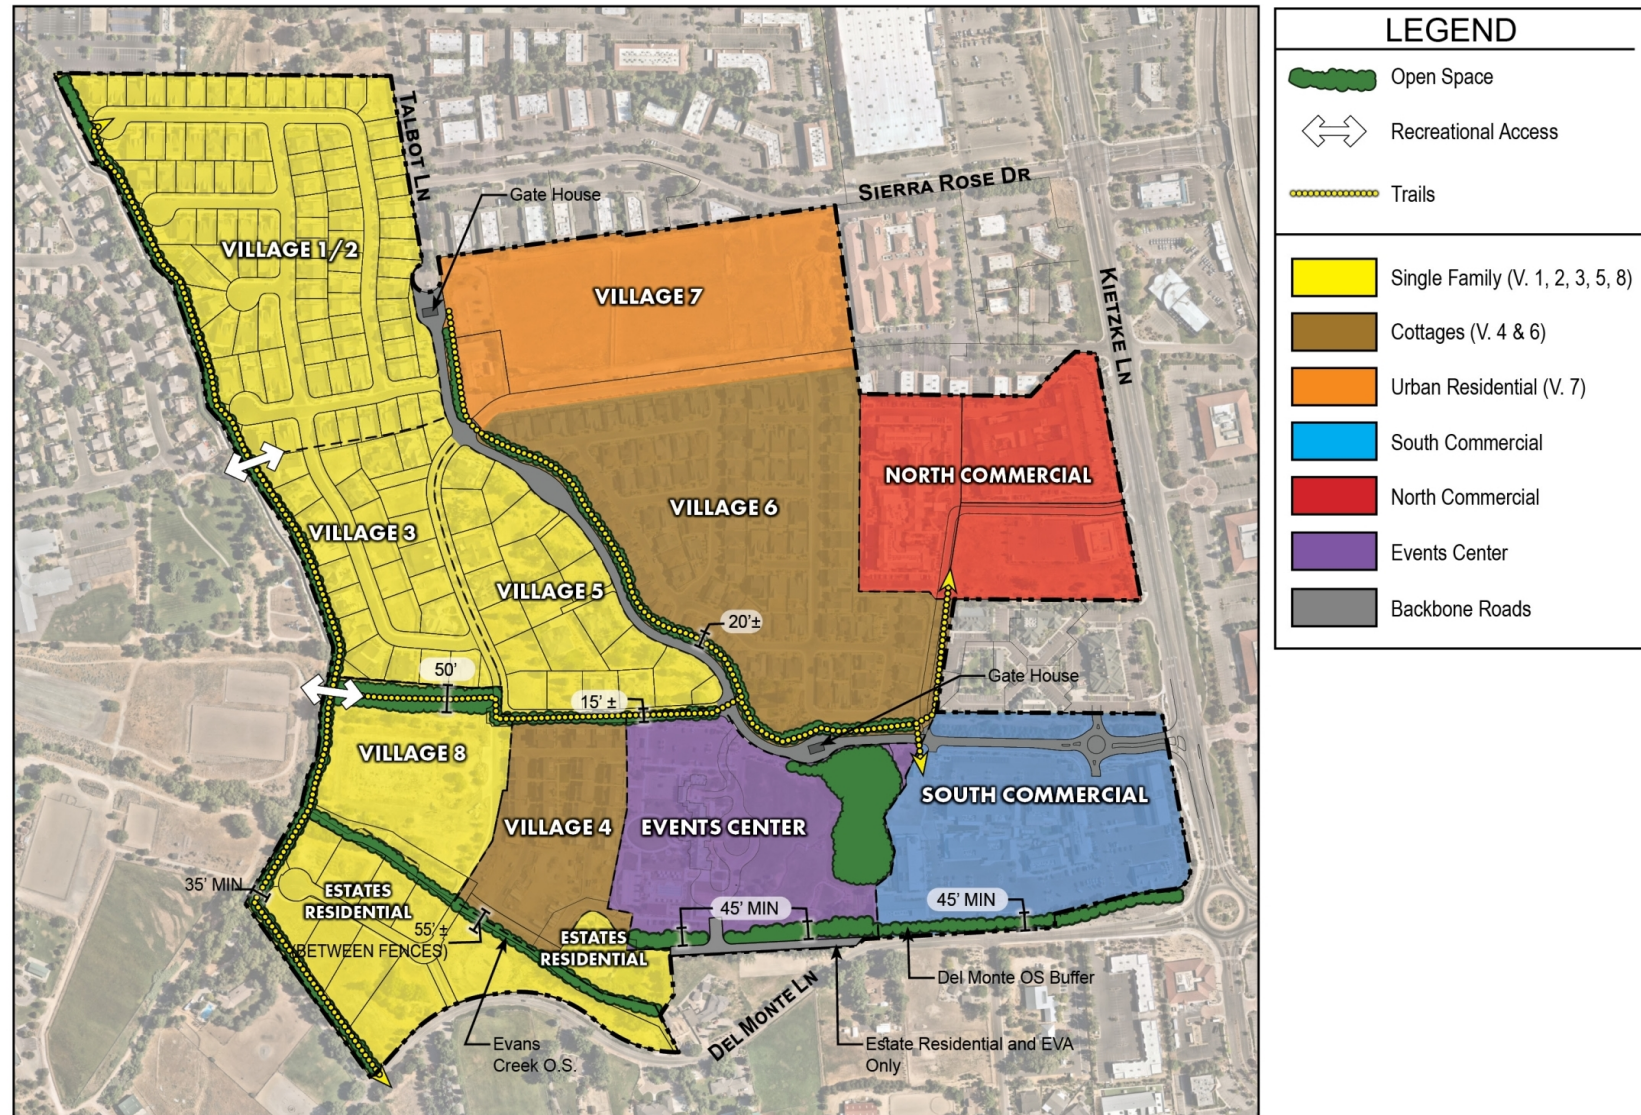 LEGEND
Open Space
Recreational Access
Trails
Single Family (V. 1, 2, 3, 5, 8)
Cottages (V. 4 & 6)
Urban Residential (V. 7)
South Commercial
North Commercial
Events Center
Backbone Roads
TALBOT LN
Gate House
SIERRA ROSE DR
VILLAGE 1/2
VILLAGE 7
KIETZKE LN
NORTH COMMERCIAL
VILLAGE 6
VILLAGE 3
VILLAGE 5
20'±
50'
Gate House
15' ±
VILLAGE 8
SOUTH COMMERCIAL
VILLAGE 4
EVENTS CENTER
35' MIN
ESTATES
RESIDENTIAL
45' MIN
45' MIN
55' ±
(BETWEEN FENCES)
ESTATES
RESIDENTIAL
Del Monte OS Buffer
DEL MONTE LN
Evans
Creek O.S.
Estate Residential and EVA
Only